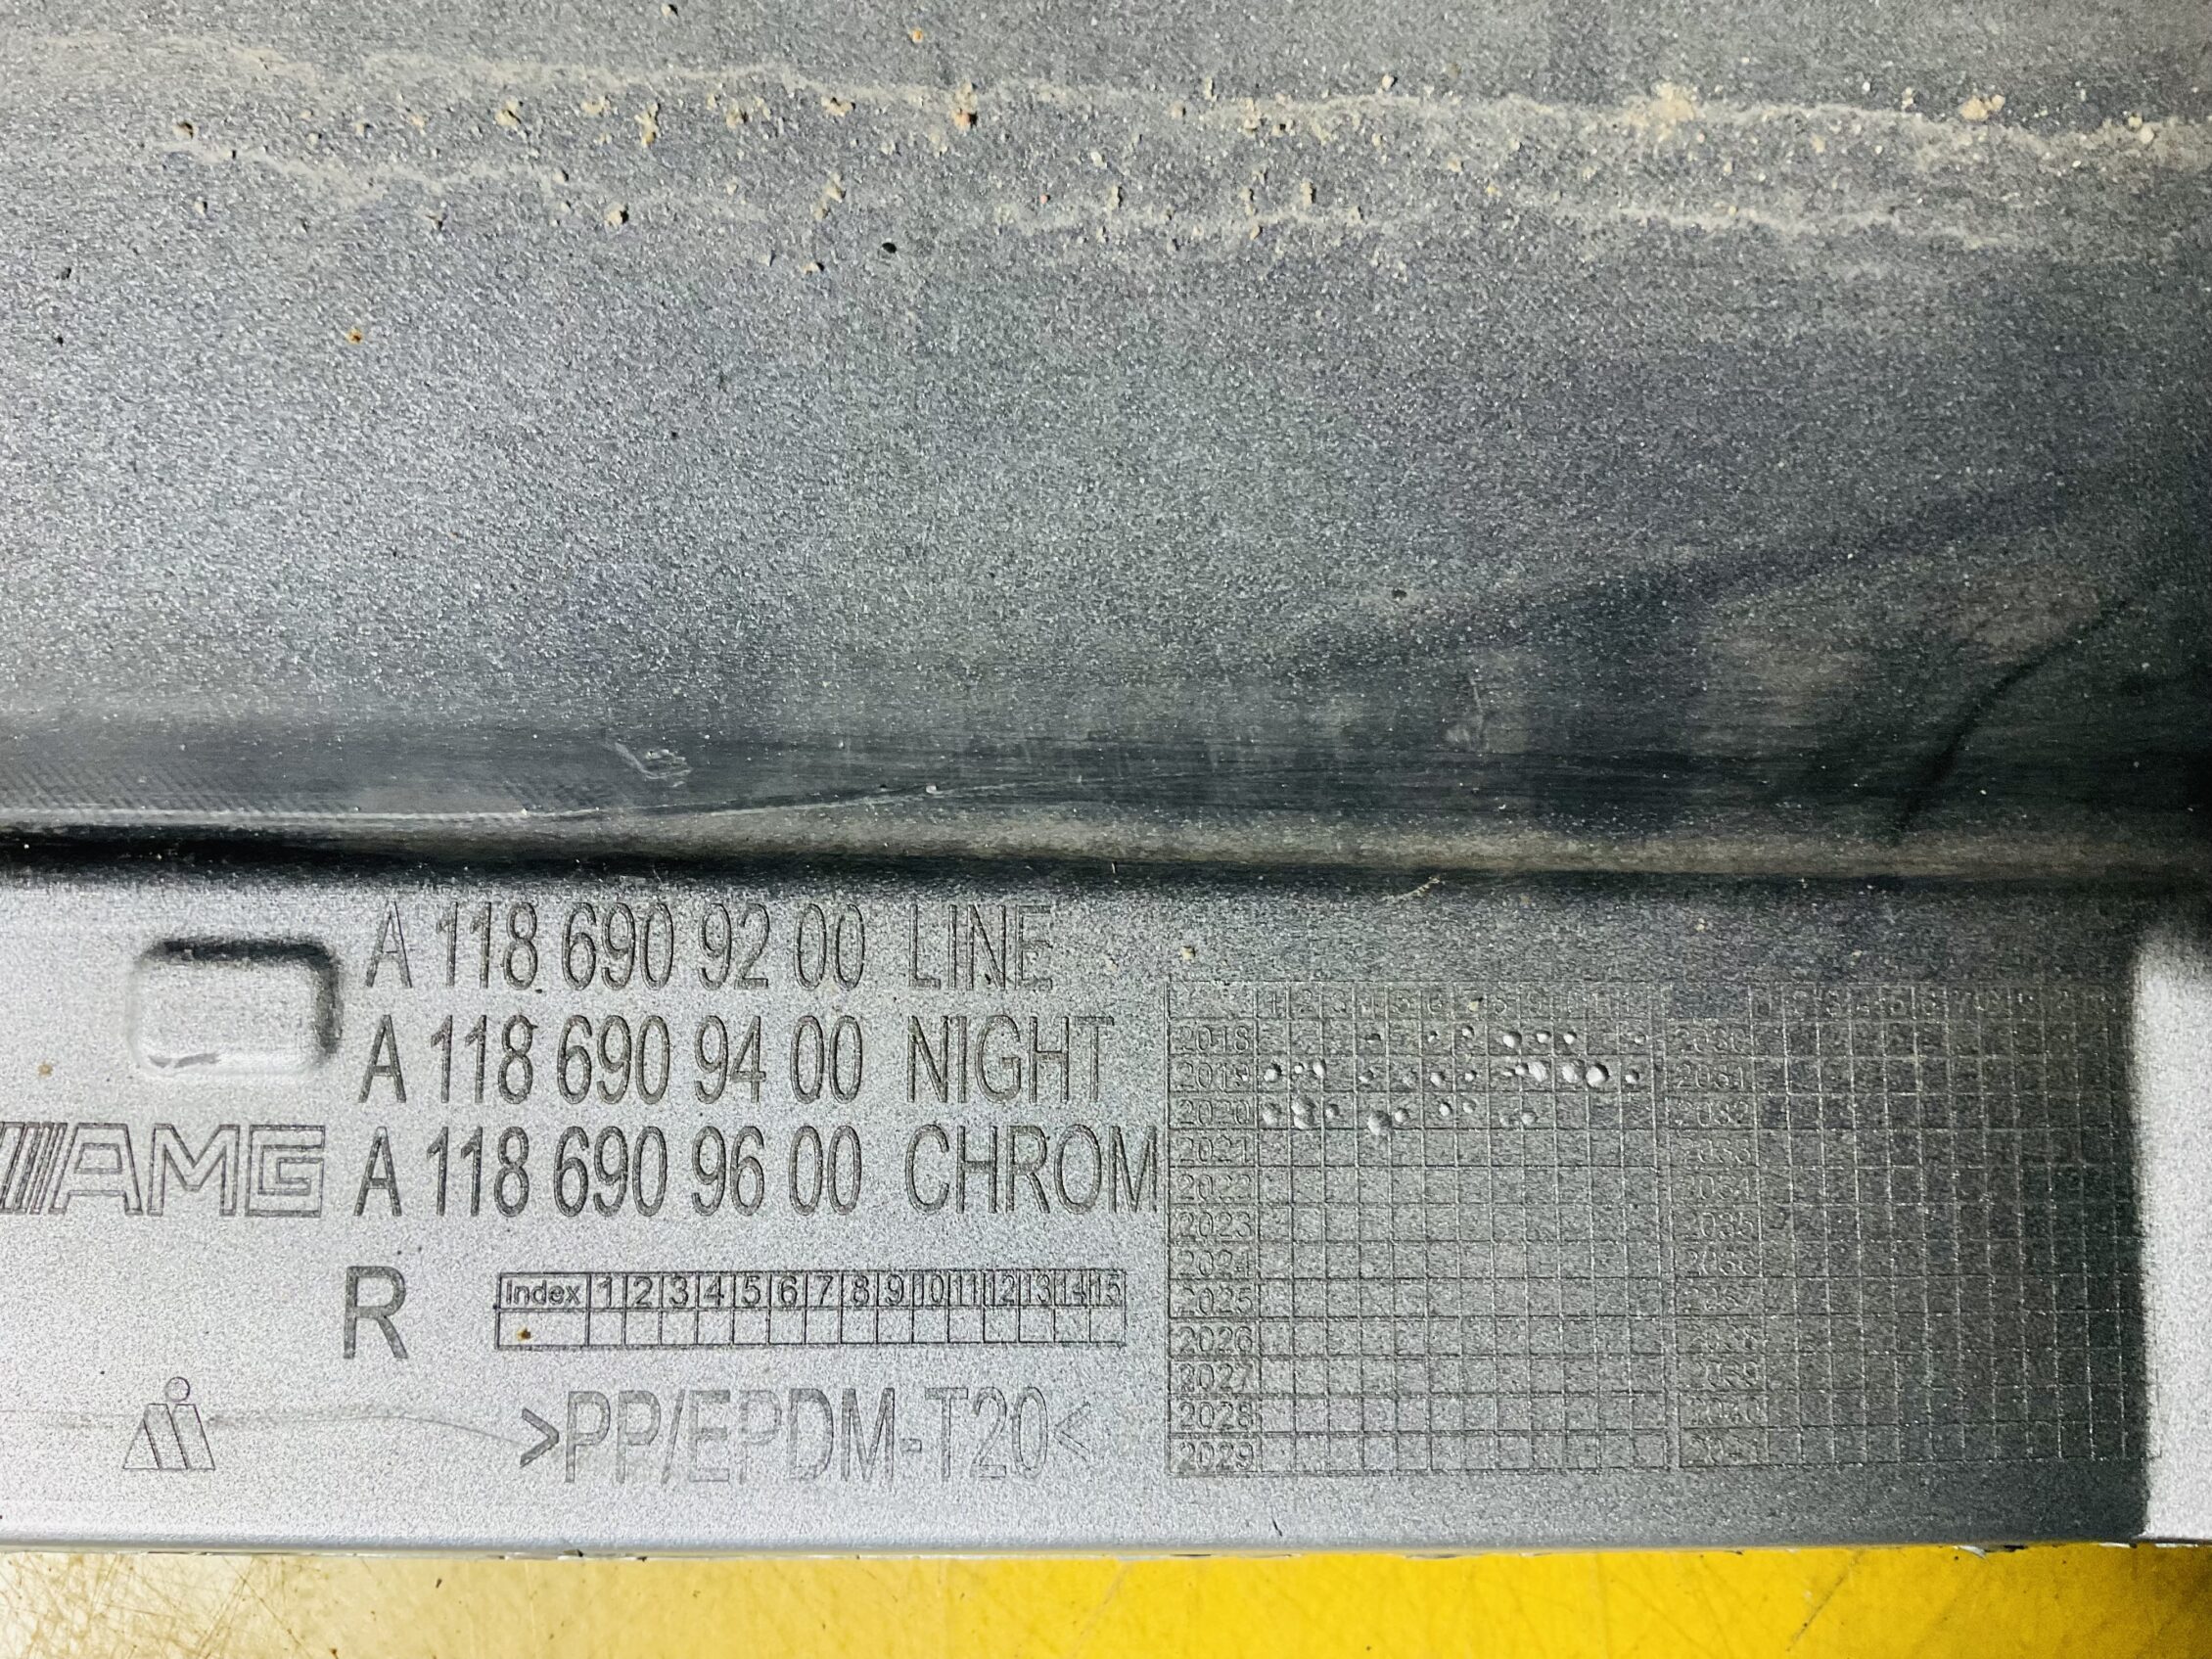 A 118 690 92 00 LINE
A 118 690 94 00 NIGHT
AMG A 118 690 96 00 CHROM
R
Index 1 2 3 4 5 6 7 8 9 10 11 12 13 14 15
>PP/EPDM-T20<
2018
2019
2020
2021
2022
2023
2024
2025
2026
2027
2028
2029